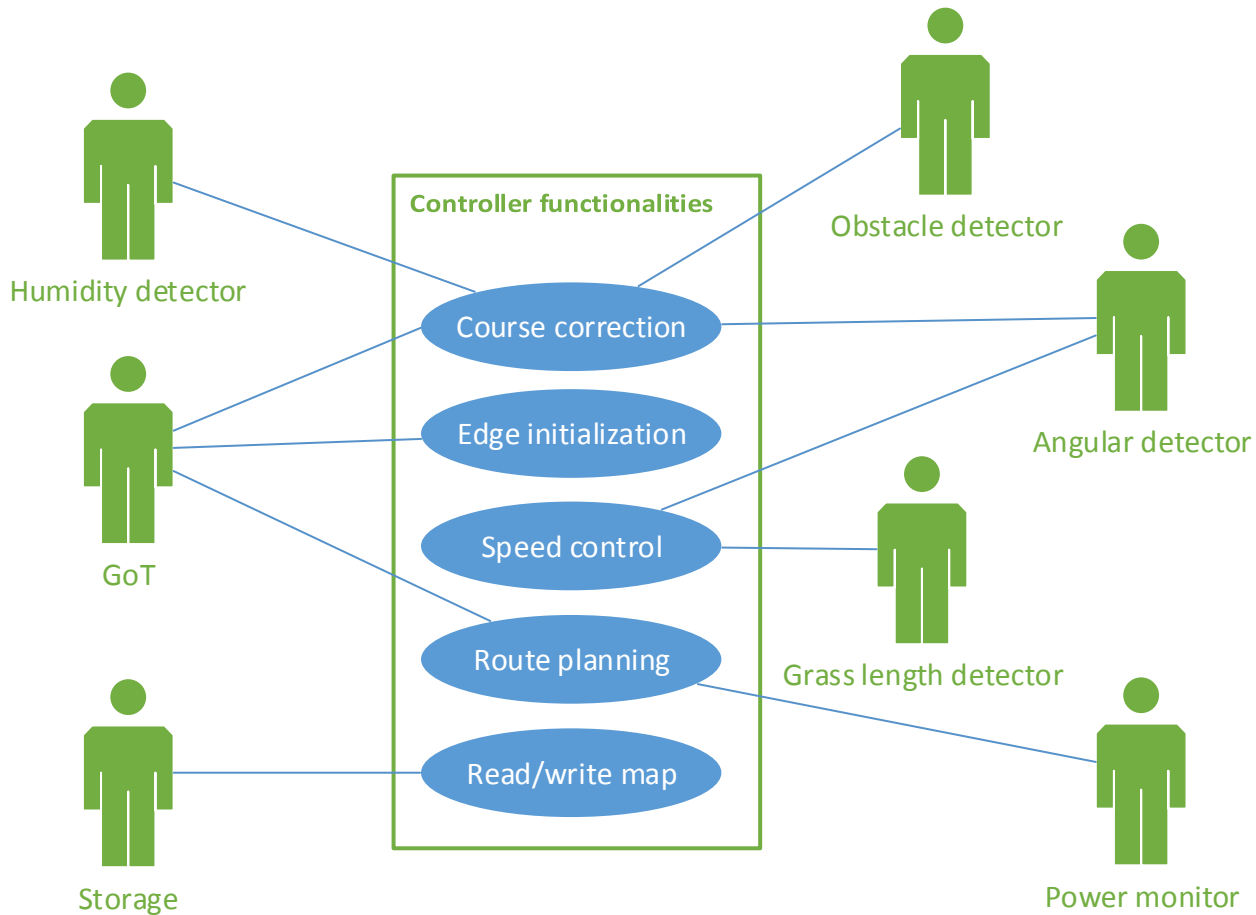 Obstacle detector
Controller functionalities
Humidity detector
Course correction
Edge initialization
Angular detector
Speed control
GoT
Route planning
Grass length detector
Read/write map
Storage
Power monitor